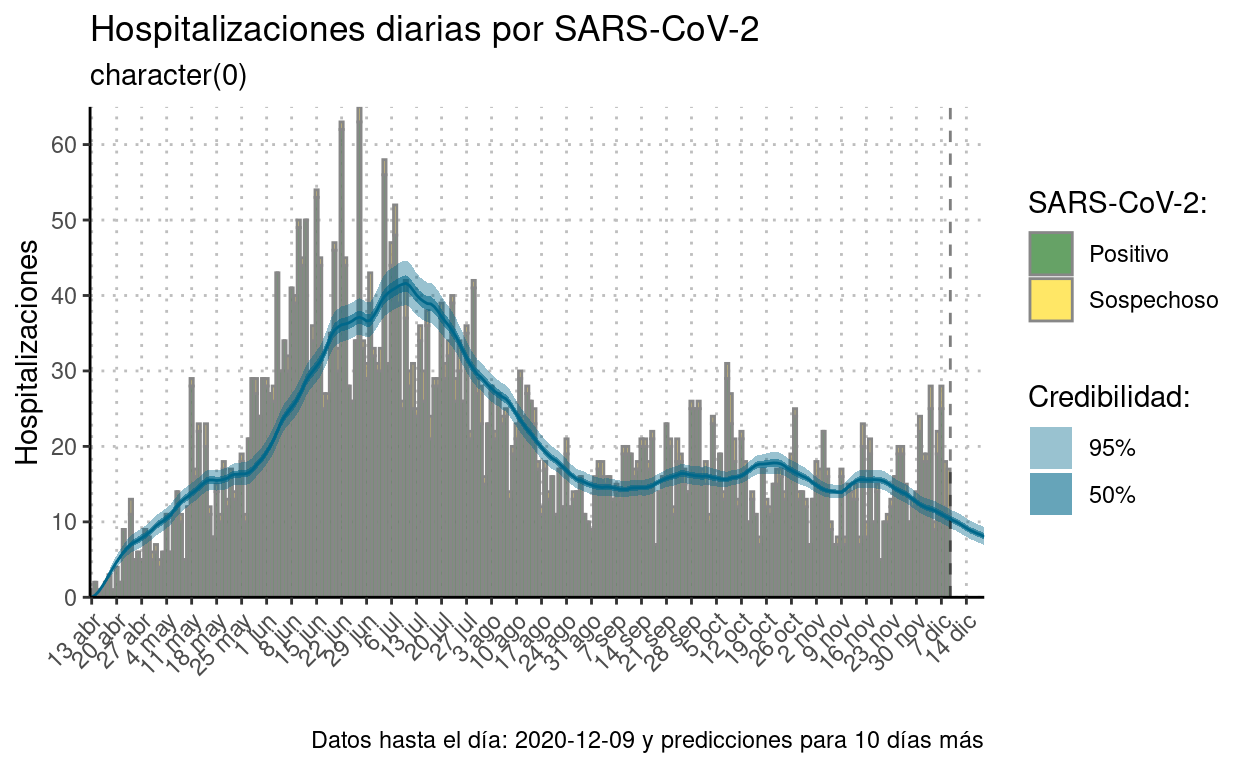 Hospitalizaciones diarias por SARS-CoV-2
character(0)
Hospitalizaciones
60
50
40
30
20
10
0
13 abr
20 abr
27 abr
4 may
11 may
18 may
25 may
1 jun
8 jun
15 jun
22 jun
29 jun
6 jul
13 jul
20 jul
27 jul
3 ago
10 ago
17 ago
24 ago
31 ago
7 sep
14 sep
21 sep
28 sep
5 oct
12 oct
19 oct
26 oct
2 nov
9 nov
16 nov
23 nov
30 nov
7 dic
14 dic
SARS-CoV-2:
Positivo
Sospechoso
Credibilidad:
95%
50%
Datos hasta el día: 2020-12-09 y predicciones para 10 días más